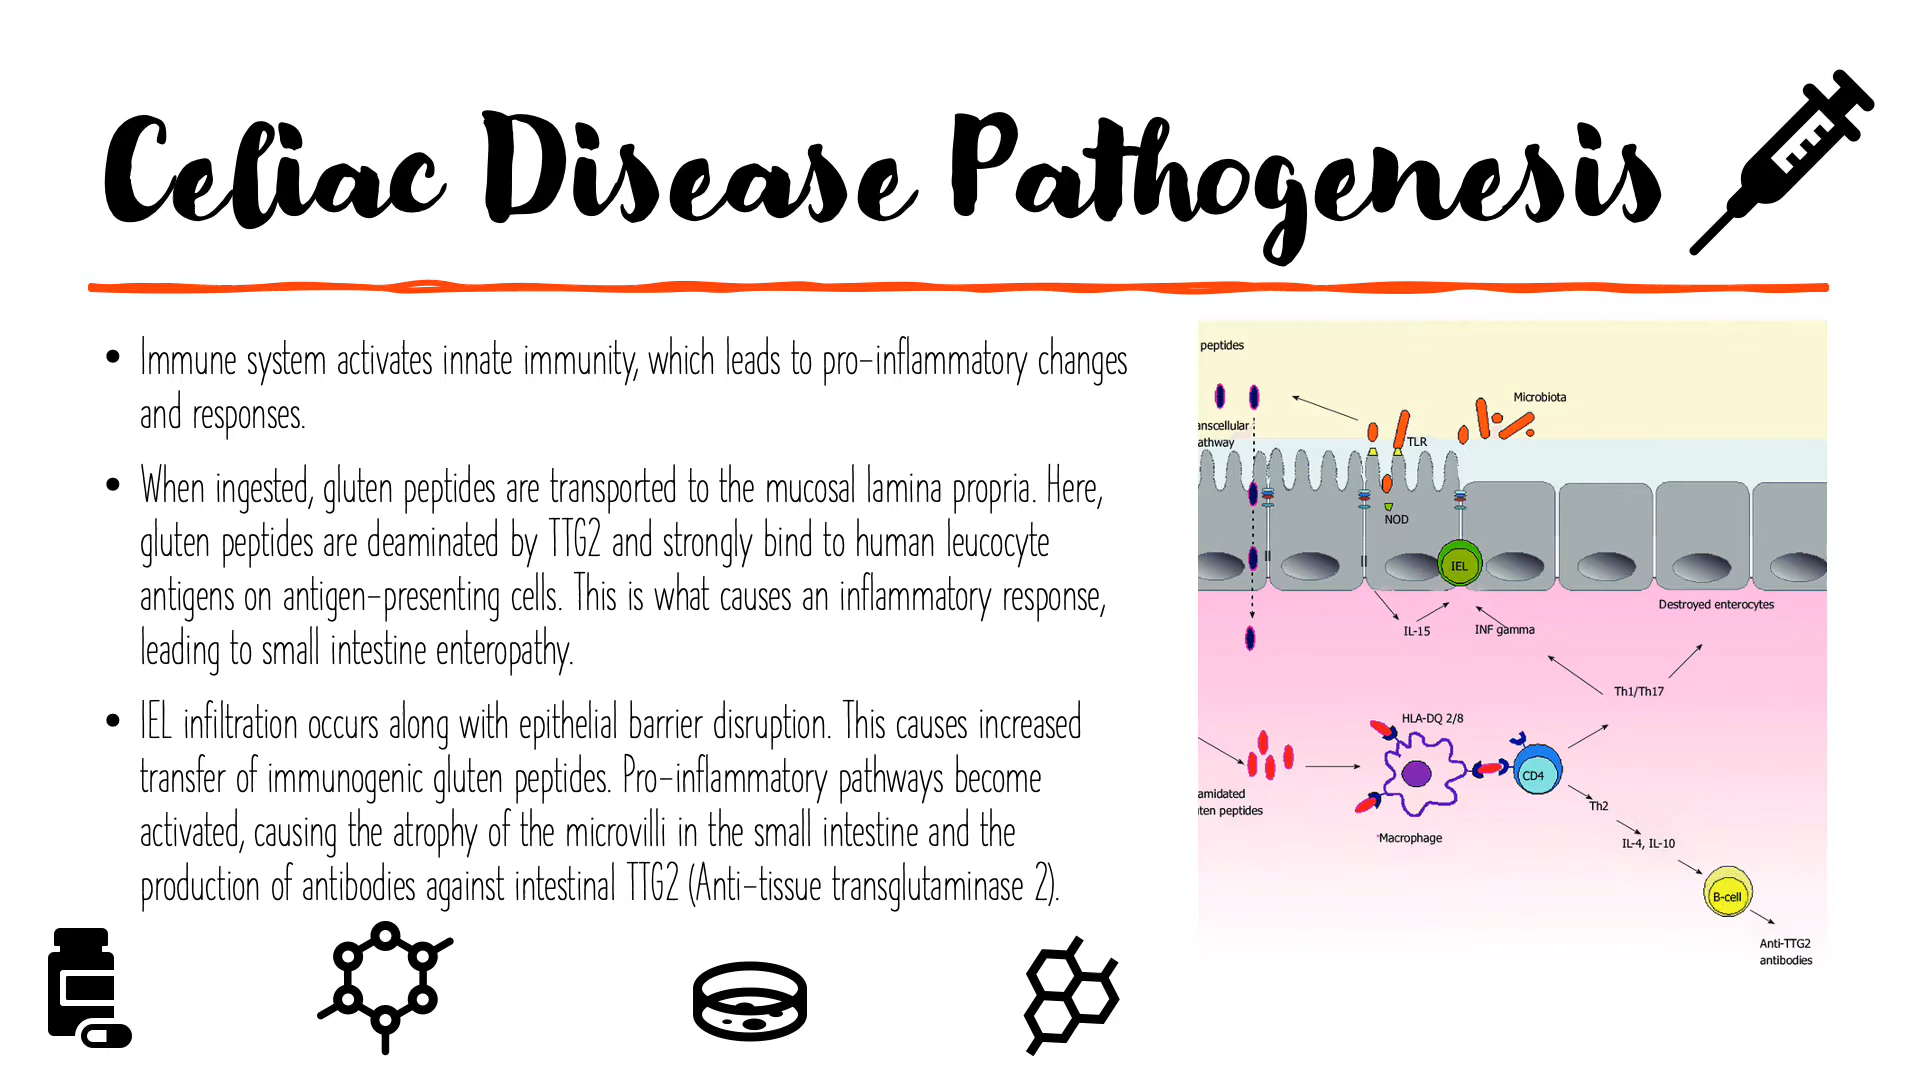 Celiac Disease Pathogenesis
• Immune system activates innate immunity, which leads to pro-inflammatory changes
and responses.
• When ingested, gluten peptides are transported to the mucosal lamina propria. Here,
gluten peptides are deaminated by TTG2 and strongly bind to human leucocyte
antigens on antigen-presenting cells. This is what causes an inflammatory response,
leading to small intestine enteropathy.
• IEL infiltration occurs along with epithelial barrier disruption. This causes increased
transfer of immunogenic gluten peptides. Pro-inflammatory pathways become
activated, causing the atrophy of the microvilli in the small intestine and the
production of antibodies against intestinal TTG2 (Anti-tissue transglutaminase 2).
peptides
Microbiota
anscellular
athway
TLR
NOD
IEL
Destroyed enterocytes
IL-15
INF gamma
Th1/Th17
HLA-DQ 2/8
CD4
amidated
ten peptides
Th2
Macrophage
IL-4, IL-10
B-cell
Anti-TTG2
antibodies